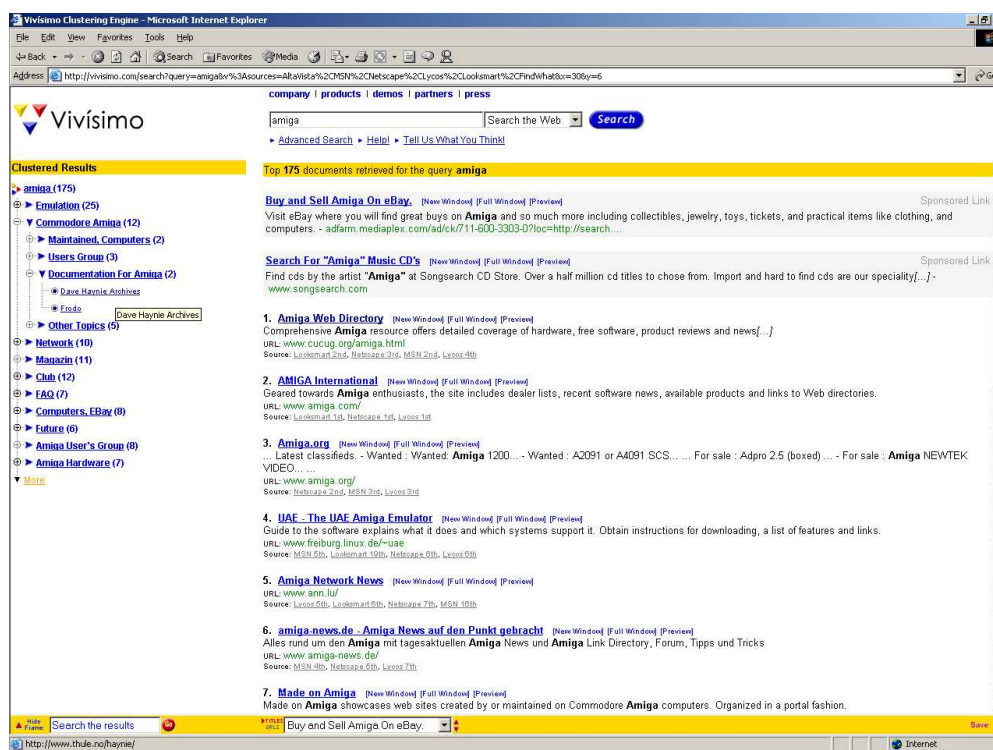 Vivísimo Clustering Engine - Microsoft Internet Explorer
File Edit View Favorites Tools Help
Back Search Favorites Media
Address http://vivisimo.com/search?query=amiga&v%3Asources=AltaVista%2CMSN%2CNetscape%2CLycos%2CLooksmart%2CFindWhat&x=30&y=6
company | products | demos | partners | press
Vivísimo
amiga Search the Web Search
Advanced Search Help! Tell Us What You Think!
Clustered Results
amiga (175)
Emulation (25)
Commodore Amiga (12)
Maintained, Computers (2)
Users Group (3)
Documentation For Amiga (2)
Dave Haynie Archives
Frodo
Dave Haynie Archives
Other Topics (5)
Network (10)
Magazin (11)
Club (12)
FAQ (7)
Computers, EBay (8)
Future (6)
Amiga User's Group (8)
Amiga Hardware (7)
More
Top 175 documents retrieved for the query amiga
Buy and Sell Amiga On eBay. [New Window] [Full Window] [Preview] Sponsored Link
Visit eBay where you will find great buys on Amiga and so much more including collectibles, jewelry, toys, tickets, and practical items like clothing, and
computers. - adfarm.mediaplex.com/ad/ck/711-600-3303-0?loc=http://search....
Search For "Amiga" Music CD's [New Window] [Full Window] [Preview] Sponsored Link
Find cds by the artist "Amiga" at Songsearch CD Store. Over a half million cd titles to chose from. Import and hard to find cds are our speciality[...] -
www.songsearch.com
1. Amiga Web Directory [New Window] [Full Window] [Preview]
Comprehensive Amiga resource offers detailed coverage of hardware, free software, product reviews and news[...]
URL: www.cucug.org/amiga.html
Source: Looksmart 2nd, Netscape 3rd, MSN 2nd, Lycos 4th
2. AMIGA International [New Window] [Full Window] [Preview]
Geared towards Amiga enthusiasts, the site includes dealer lists, recent software news, available products and links to Web directories.
URL: www.amiga.com/
Source: Looksmart 1st, Netscape 1st, Lycos 1st
3. Amiga.org [New Window] [Full Window] [Preview]
... Latest classifieds. - Wanted : Wanted: Amiga 1200... - Wanted : A2091 or A4091 SCS... ... For sale : Adpro 2.5 (boxed) ... - For sale : Amiga NEWTEK
VIDEO... ...
URL: www.amiga.org/
Source: Netscape 2nd, MSN 3rd, Lycos 3rd
4. UAE - The UAE Amiga Emulator [New Window] [Full Window] [Preview]
Guide to the software explains what it does and which systems support it. Obtain instructions for downloading, a list of features and links.
URL: www.freiburg.linux.de/~uae
Source: MSN 5th, Looksmart 19th, Netscape 6th, Lycos 6th
5. Amiga Network News [New Window] [Full Window] [Preview]
URL: www.ann.lu/
Source: Lycos 5th, Looksmart 6th, Netscape 7th, MSN 16th
6. amiga-news.de - Amiga News auf den Punkt gebracht [New Window] [Full Window] [Preview]
Alles rund um den Amiga mit tagesaktuellen Amiga News und Amiga Link Directory, Forum, Tipps und Tricks
URL: www.amiga-news.de/
Source: MSN 4th, Netscape 5th, Lycos 7th
7. Made on Amiga [New Window] [Full Window] [Preview]
Made on Amiga showcases web sites created by or maintained on Commodore Amiga computers. Organized in a portal fashion.
Hide Frame Search the results Go TITLES URLS Buy and Sell Amiga On eBay. Save
http://www.thule.no/haynie/ Internet